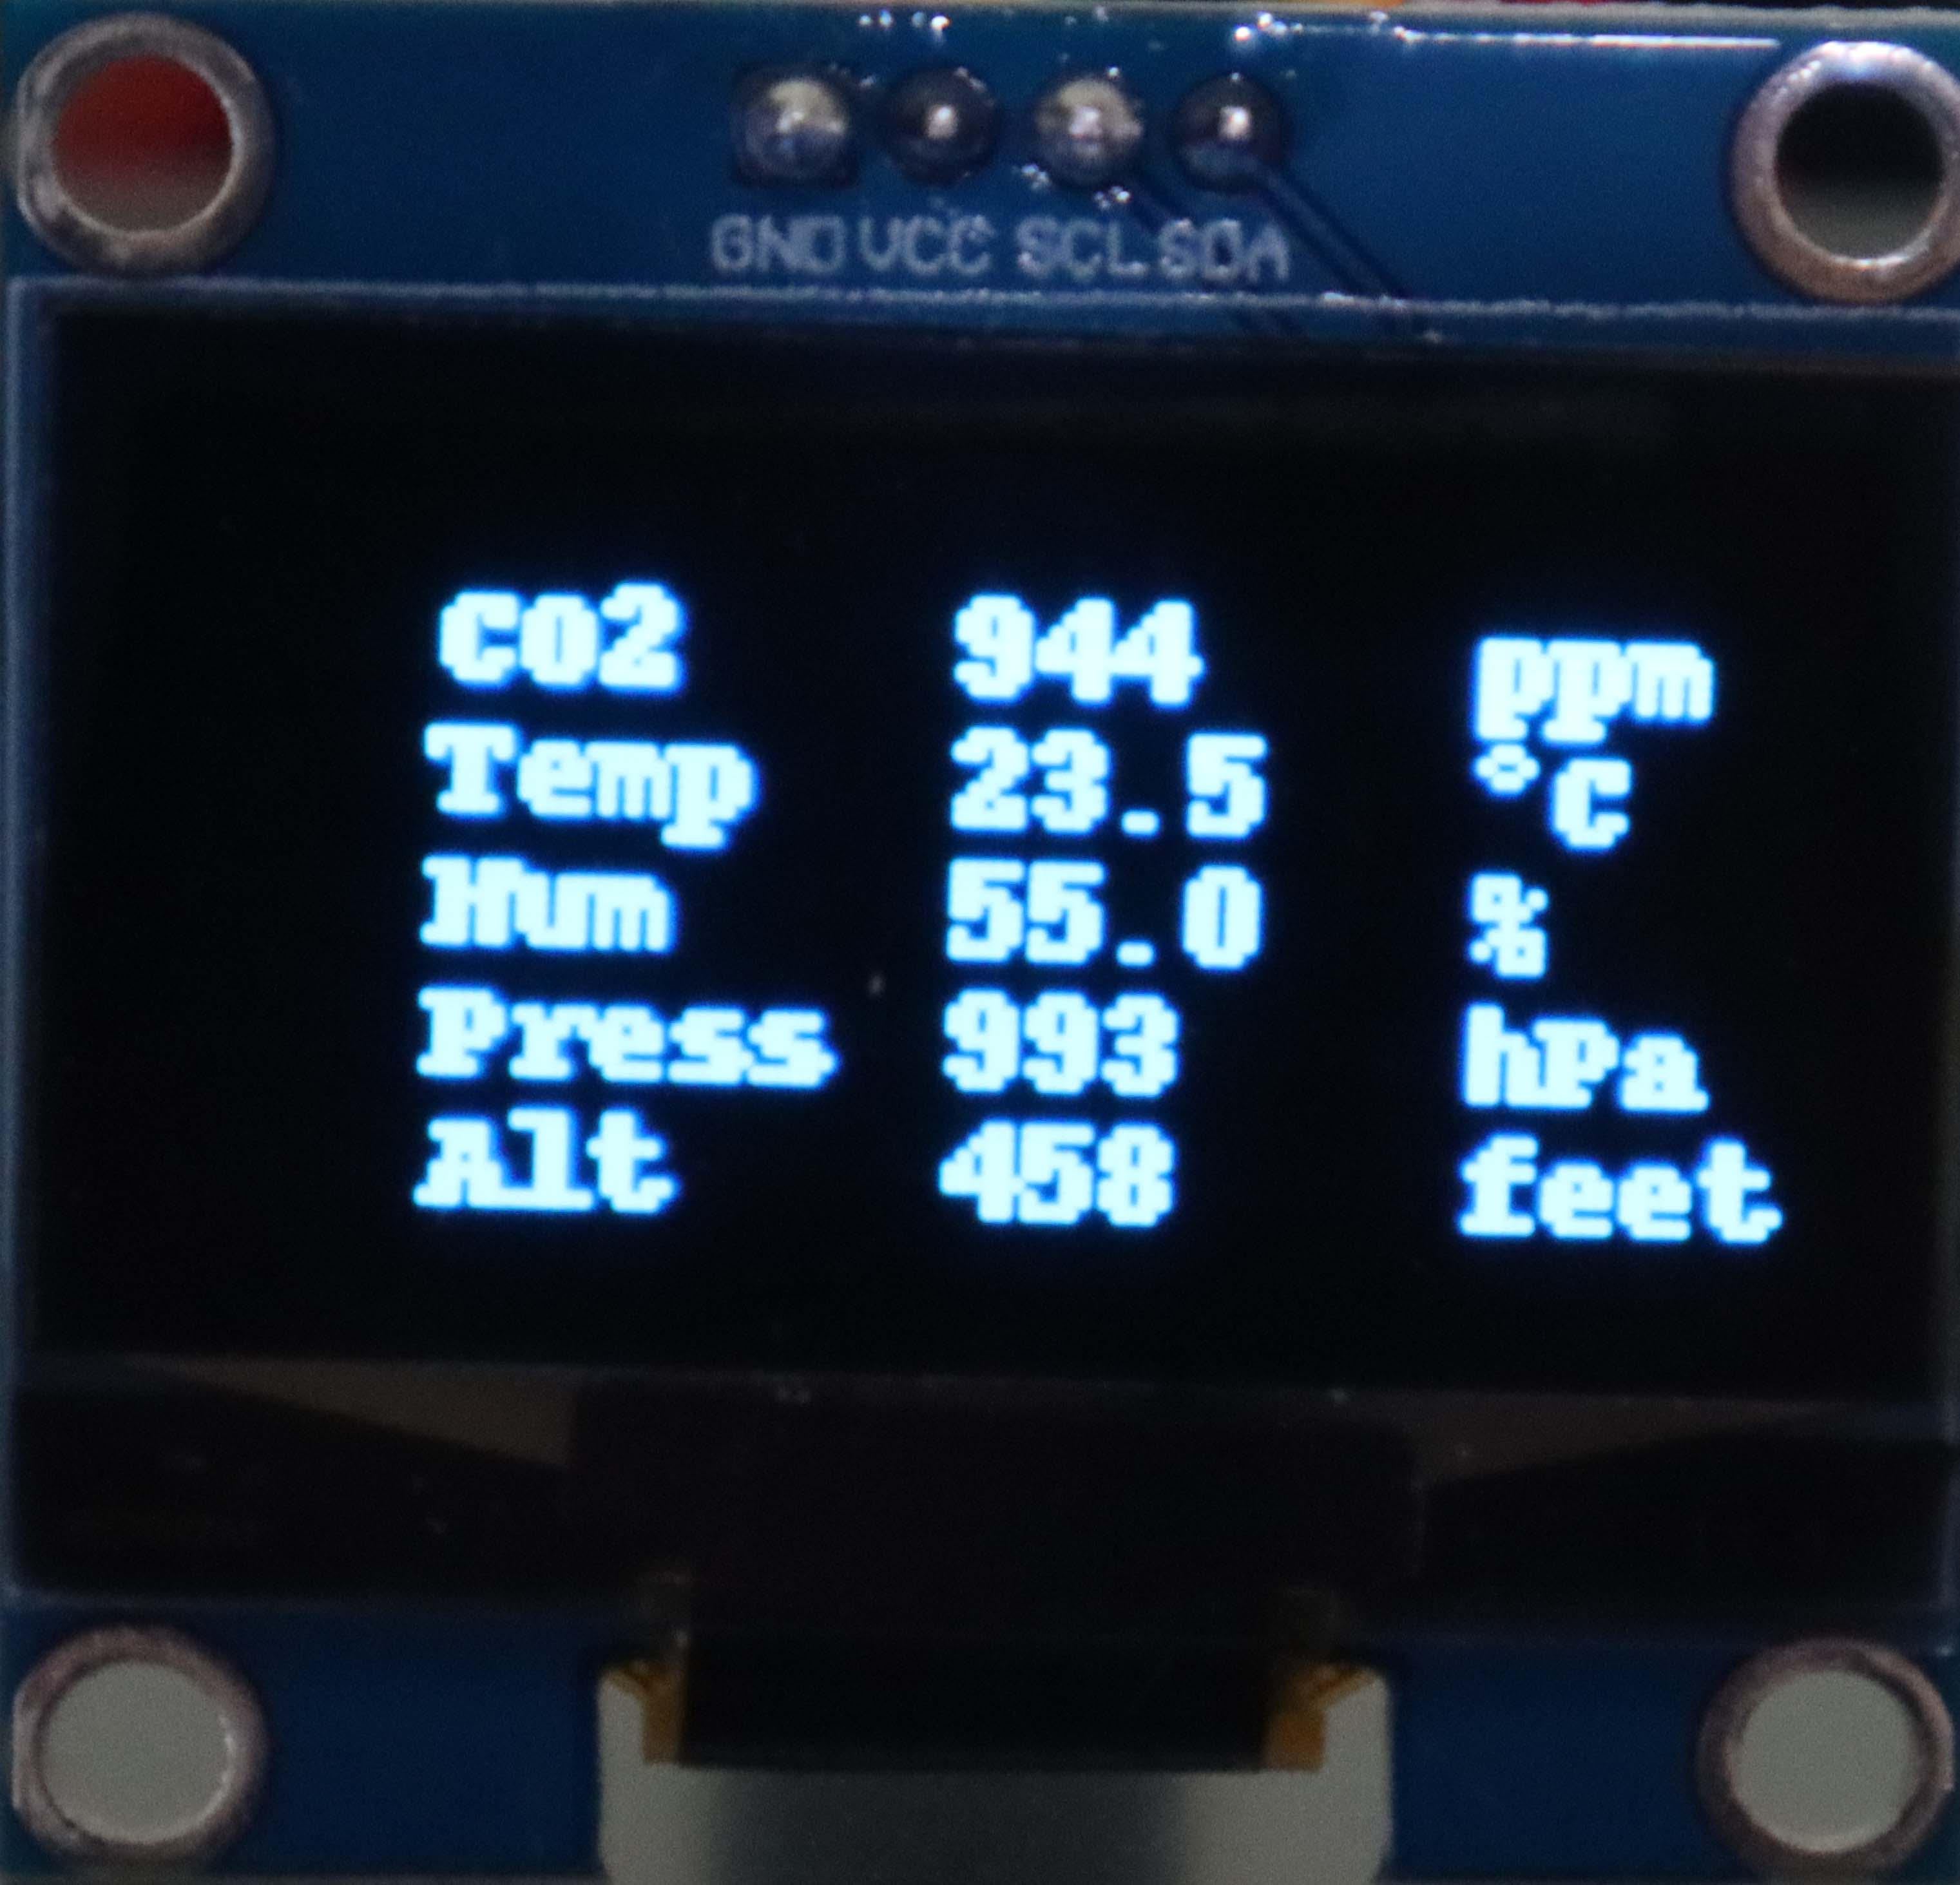 GND VCC SCL SDA
CO2 944 ppm
Temp 23.5 °C
Hum 55.0 %
Press 993 hPa
Alt 458 feet